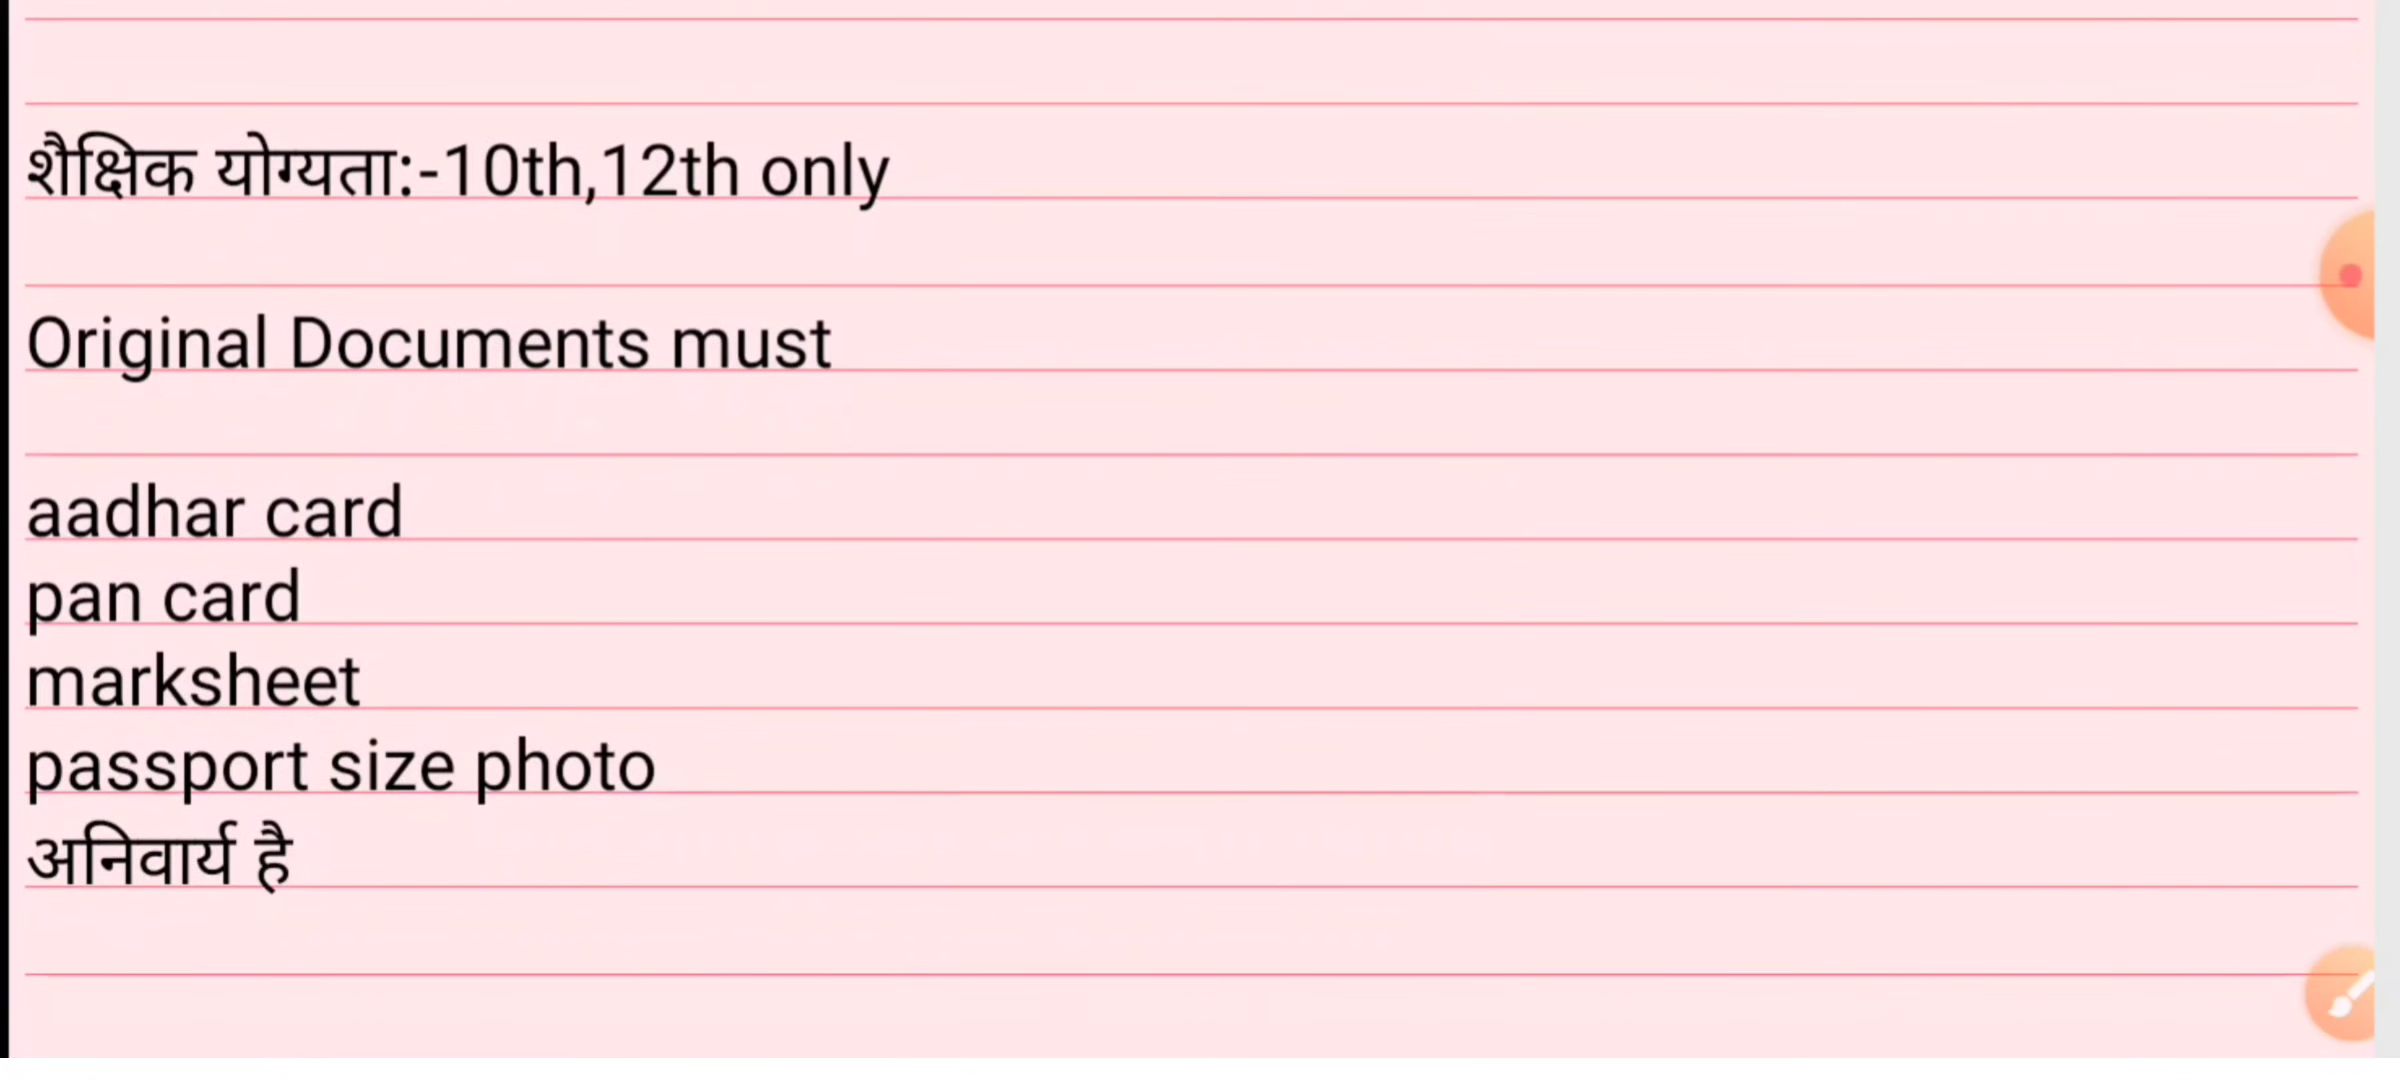 शैक्षिक योग्यता:-10th,12th only
Original Documents must
aadhar card
pan card
marksheet
passport size photo
अनिवार्य है